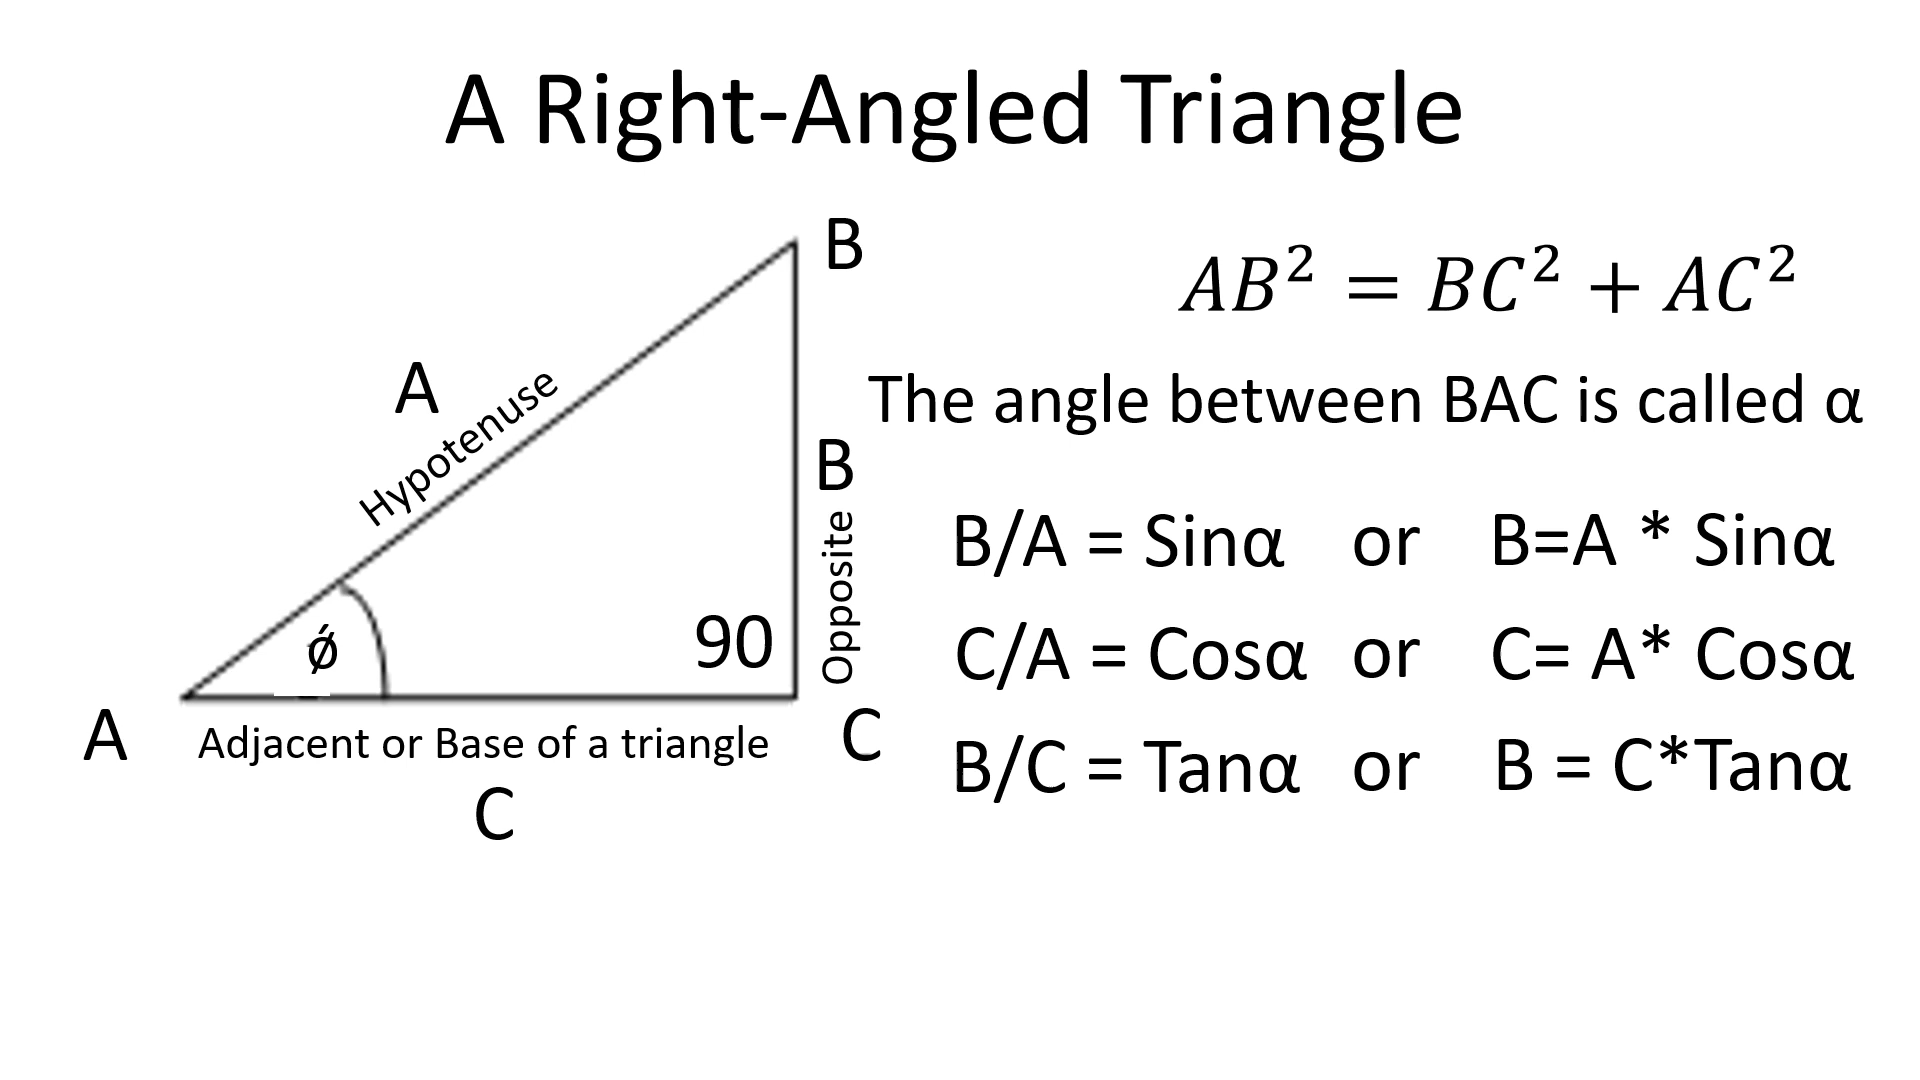 A Right-Angled Triangle
B
A
Hypotenuse
B
Opposite
ǿ
90
A
Adjacent or Base of a triangle
C
C
AB² = BC² + AC²
The angle between BAC is called α
B/A = Sinα or B=A * Sinα
C/A = Cosα or C= A* Cosα
B/C = Tanα or B = C*Tanα